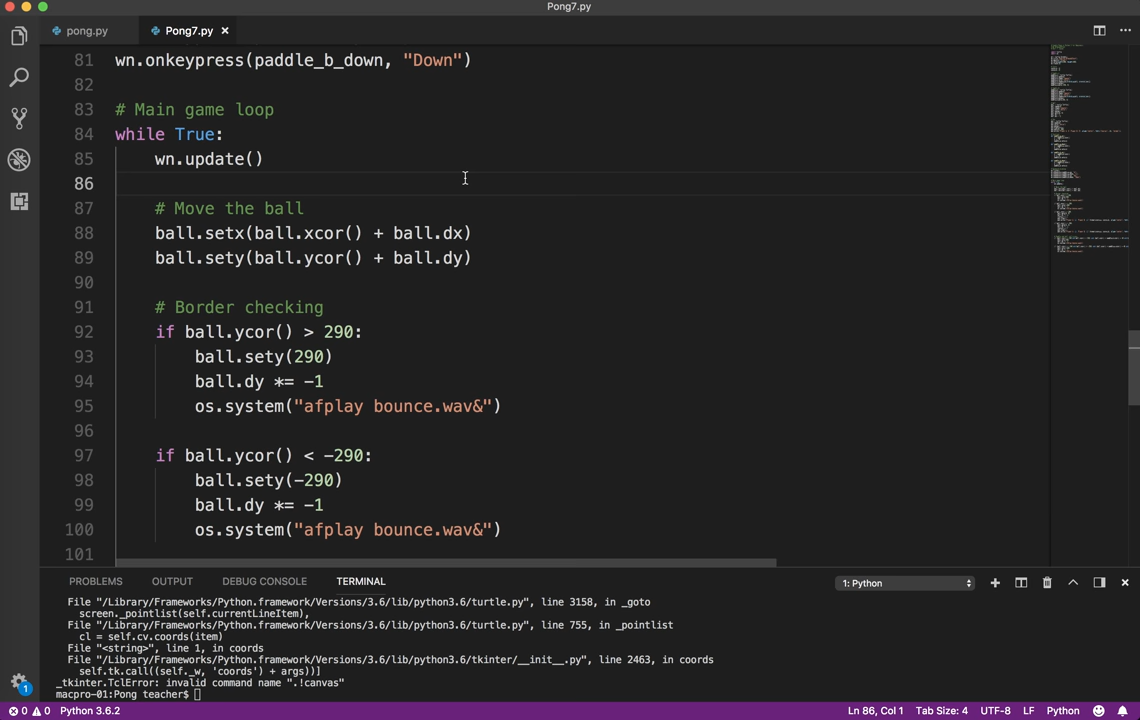 Pong7.py
pong.py
Pong7.py ×
81 wn.onkeypress(paddle_b_down, "Down")
82
83 # Main game loop
84 while True:
85 wn.update()
86
87 # Move the ball
88 ball.setx(ball.xcor() + ball.dx)
89 ball.sety(ball.ycor() + ball.dy)
90
91 # Border checking
92 if ball.ycor() > 290:
93 ball.sety(290)
94 ball.dy *= -1
95 os.system("afplay bounce.wav&")
96
97 if ball.ycor() < -290:
98 ball.sety(-290)
99 ball.dy *= -1
100 os.system("afplay bounce.wav&")
101
PROBLEMS OUTPUT DEBUG CONSOLE TERMINAL 1: Python
File "/Library/Frameworks/Python.framework/Versions/3.6/lib/python3.6/turtle.py", line 3158, in _goto
screen._pointlist(self.currentLineItem),
File "/Library/Frameworks/Python.framework/Versions/3.6/lib/python3.6/turtle.py", line 755, in _pointlist
cl = self.cv.coords(item)
File "<string>", line 1, in coords
File "/Library/Frameworks/Python.framework/Versions/3.6/lib/python3.6/tkinter/__init__.py", line 2463, in coords
self.tk.call((self._w, 'coords') + args))]
_tkinter.TclError: invalid command name ".!canvas"
macpro-01:Pong teacher$
1
0 0 Python 3.6.2 Ln 86, Col 1 Tab Size: 4 UTF-8 LF Python